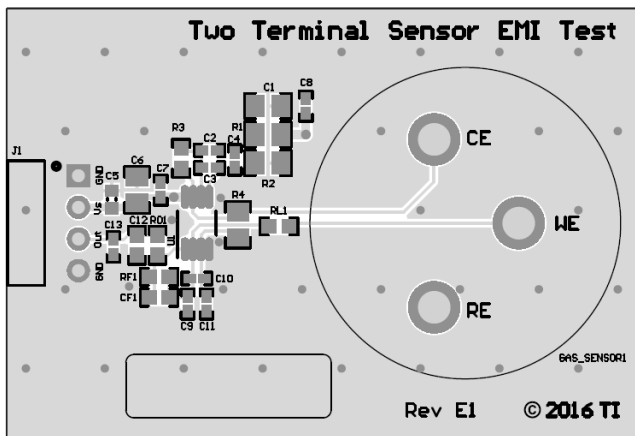 Two Terminal Sensor EMI Test
C1
C8
R3
C2
C4
R1
J1
C6
C3
R2
GND
C5
C7
CE
Vs
R4
U1
RL1
WE
Out
C13
C12
RO1
GND
RF1
C10
CF1
RE
C9
C11
GAS_SENSOR1
Rev E1
© 2016 TI